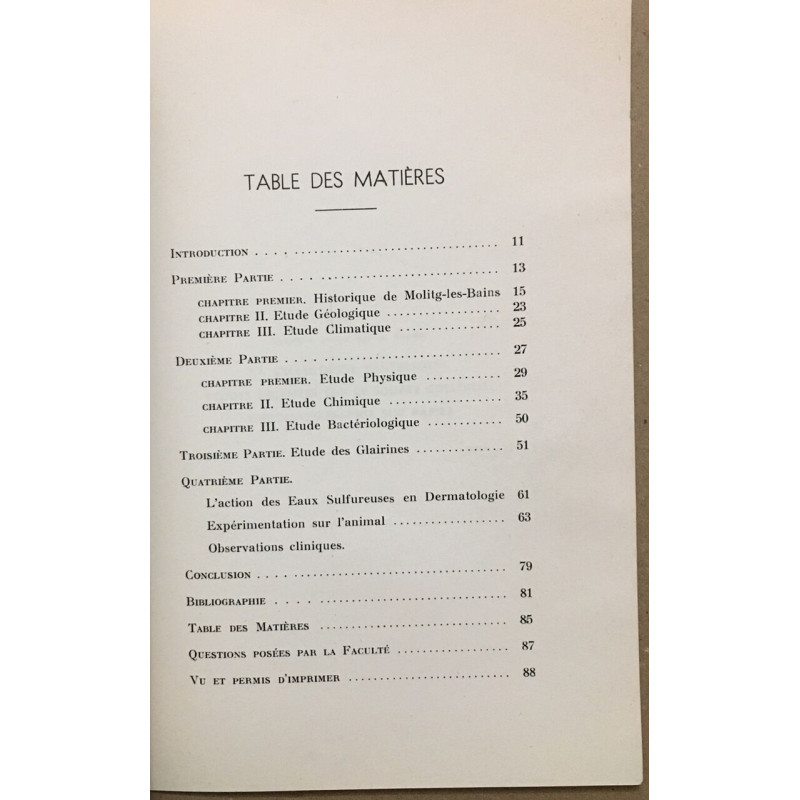 TABLE DES MATIÈRES
INTRODUCTION . . . . . . . . . . . . . . . . . . . . . . . . . . . . . . . . . . 11
PREMIÈRE PARTIE . . . . . . . . . . . . . . . . . . . . . . . . . . . . . . 13
CHAPITRE PREMIER. Historique de Molitg-les-Bains 15
CHAPITRE II. Etude Géologique . . . . . . . . . . . . . . . . . 23
CHAPITRE III. Etude Climatique . . . . . . . . . . . . . . . 25
DEUXIÈME PARTIE . . . . . . . . . . . . . . . . . . . . . . . . . . . . . . 27
CHAPITRE PREMIER. Etude Physique . . . . . . . . . . . . 29
CHAPITRE II. Etude Chimique . . . . . . . . . . . . . . . . . 35
CHAPITRE III. Etude Bactériologique . . . . . . . . . . . . 50
TROISIÈME PARTIE. Etude des Glairines . . . . . . . . . . . . . 51
QUATRIÈME PARTIE.
L'action des Eaux Sulfureuses en Dermatologie 61
Expérimentation sur l'animal . . . . . . . . . . . . . . . . . 63
Observations cliniques.
CONCLUSION . . . . . . . . . . . . . . . . . . . . . . . . . . . . . . . . . . . 79
BIBLIOGRAPHIE . . . . . . . . . . . . . . . . . . . . . . . . . . . . . . . . 81
TABLE DES MATIÈRES . . . . . . . . . . . . . . . . . . . . . . . . . . . 85
QUESTIONS POSÉES PAR LA FACULTÉ . . . . . . . . . . . . . . . . . 87
VU ET PERMIS D'IMPRIMER . . . . . . . . . . . . . . . . . . . . . . . . 88